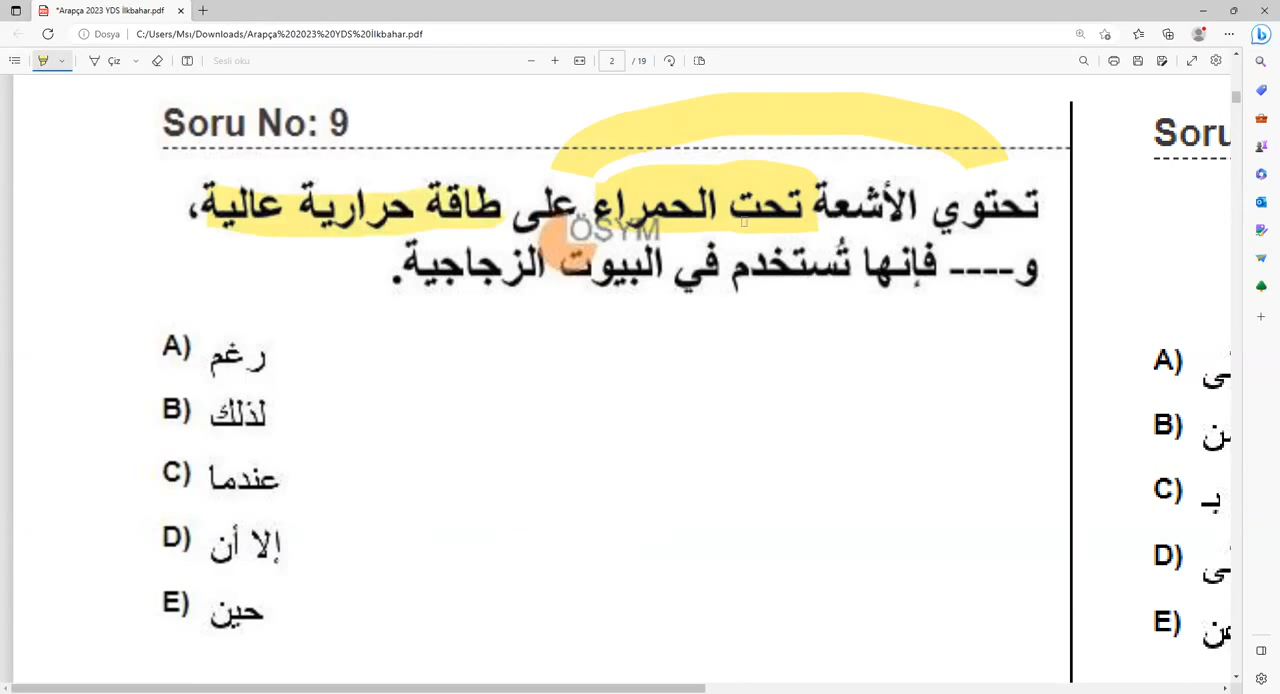 *Arapça 2023 YDS İlkbahar.pdf
Dosya
C:/Users/Msı/Downloads/Arapça%202023%20YDS%20İlkbahar.pdf
Çiz
Sesli oku
2 / 19
Soru No: 9
تحتوي الأشعة تحت الحمراء على طاقة حرارية عالية،
و---- فإنها تُستخدم في البيوت الزجاجية.
ÖSYM
A) رغم
B) لذلك
C) عندما
D) إلا أن
E) حين
Soru
A)
B)
C)
D)
E)